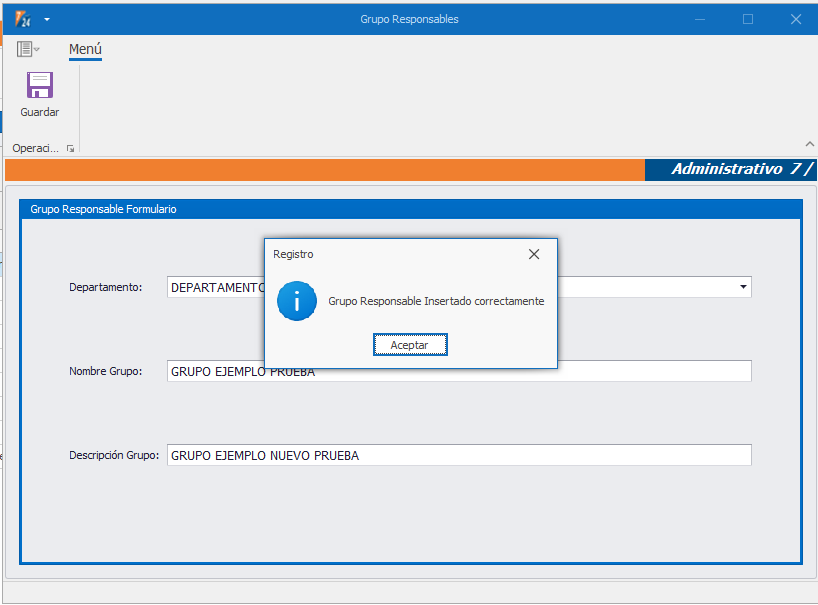 24
Grupo Responsables
Menú
Guardar
Operaci...
Administrativo 7 /
Grupo Responsable Formulario
Registro
Grupo Responsable Insertado correctamente
Aceptar
Departamento:
DEPARTAMENTO
Nombre Grupo:
GRUPO EJEMPLO PRUEBA
Descripción Grupo:
GRUPO EJEMPLO NUEVO PRUEBA